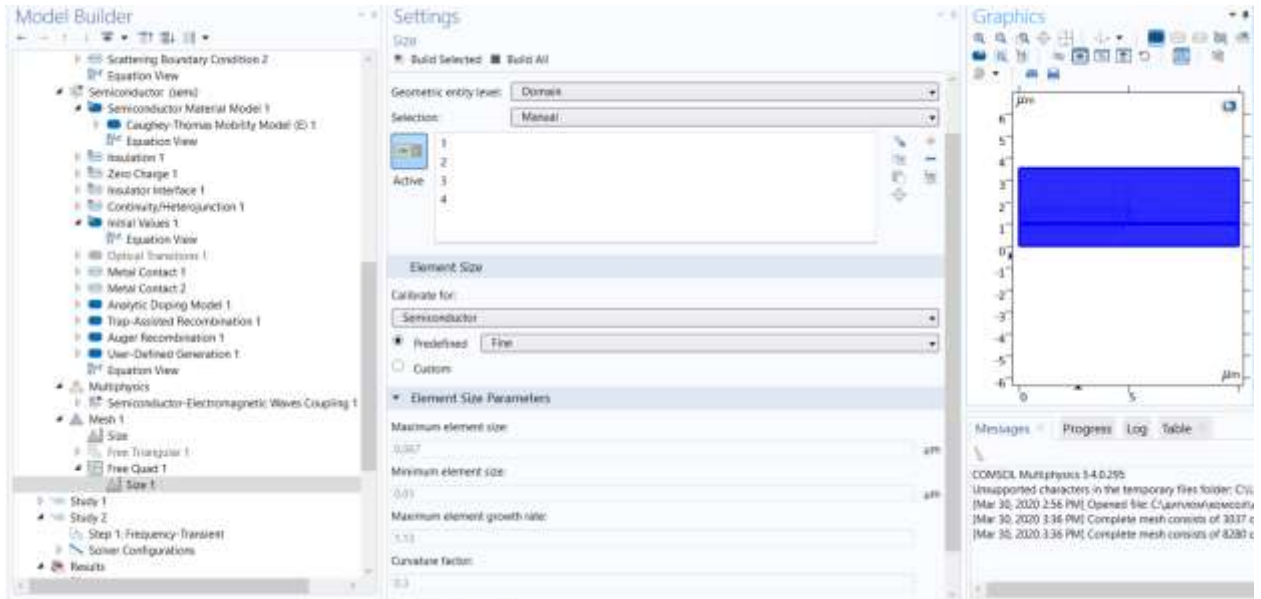 Model Builder
Scattering Boundary Condition 2
Equation View
Semiconductor (semi)
Semiconductor Material Model 1
Caughey-Thomas Mobility Model (E) 1
Equation View
Insulation 1
Zero Charge 1
Insulator Interface 1
Continuity/Heterojunction 1
Initial Values 1
Equation View
Optical Transitions 1
Metal Contact 1
Metal Contact 2
Analytic Doping Model 1
Trap-Assisted Recombination 1
Auger Recombination 1
User-Defined Generation 1
Equation View
Multiphysics
Semiconductor-Electromagnetic Waves Coupling 1
Mesh 1
Size
Free Triangular 1
Free Quad 1
Size 1
Study 1
Study 2
Step 1: Frequency-Transient
Solver Configurations
Results
Settings
Size
Build Selected Build All
Geometric entity level: Domain
Selection: Manual
1
2
Active 3
4
Element Size
Calibrate for:
Semiconductor
Predefined Fine
Custom
Element Size Parameters
Maximum element size:
0.067 µm
Minimum element size:
0.01 µm
Maximum element growth rate:
1.13
Curvature factor:
0.3
Graphics
µm
6
5
4
3
2
1
0
-1
-2
-3
-4
-5
-6
µm
0 5
Messages Progress Log Table
COMSOL Multiphysics 5.4.0.295
Unsupported characters in the temporary files folder:
[Mar 30, 2020 2:56 PM] Opened file:
[Mar 30, 2020 3:36 PM] Complete mesh consists of 3037
[Mar 30, 2020 3:36 PM] Complete mesh consists of 8280